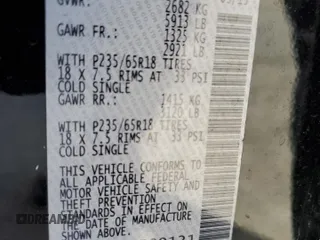 GVWR: 2682 KG
5913 LB
GAWR FR.: 1325 KG
2921 LB
WITH P235/65R18 TIRES
18 X 7.5 RIMS AT 33 PSI
COLD SINGLE
GAWR RR.: 1415 KG
3120 LB
WITH P235/65R18 TIRES
18 X 7.5 RIMS AT 33 PSI
COLD SINGLE
THIS VEHICLE CONFORMS TO
ALL APPLICABLE FEDERAL
MOTOR VEHICLE SAFETY AND
STANDARDS IN EFFECT ON
THE DATE OF MANUFACTURE
SHOWN ABOVE.